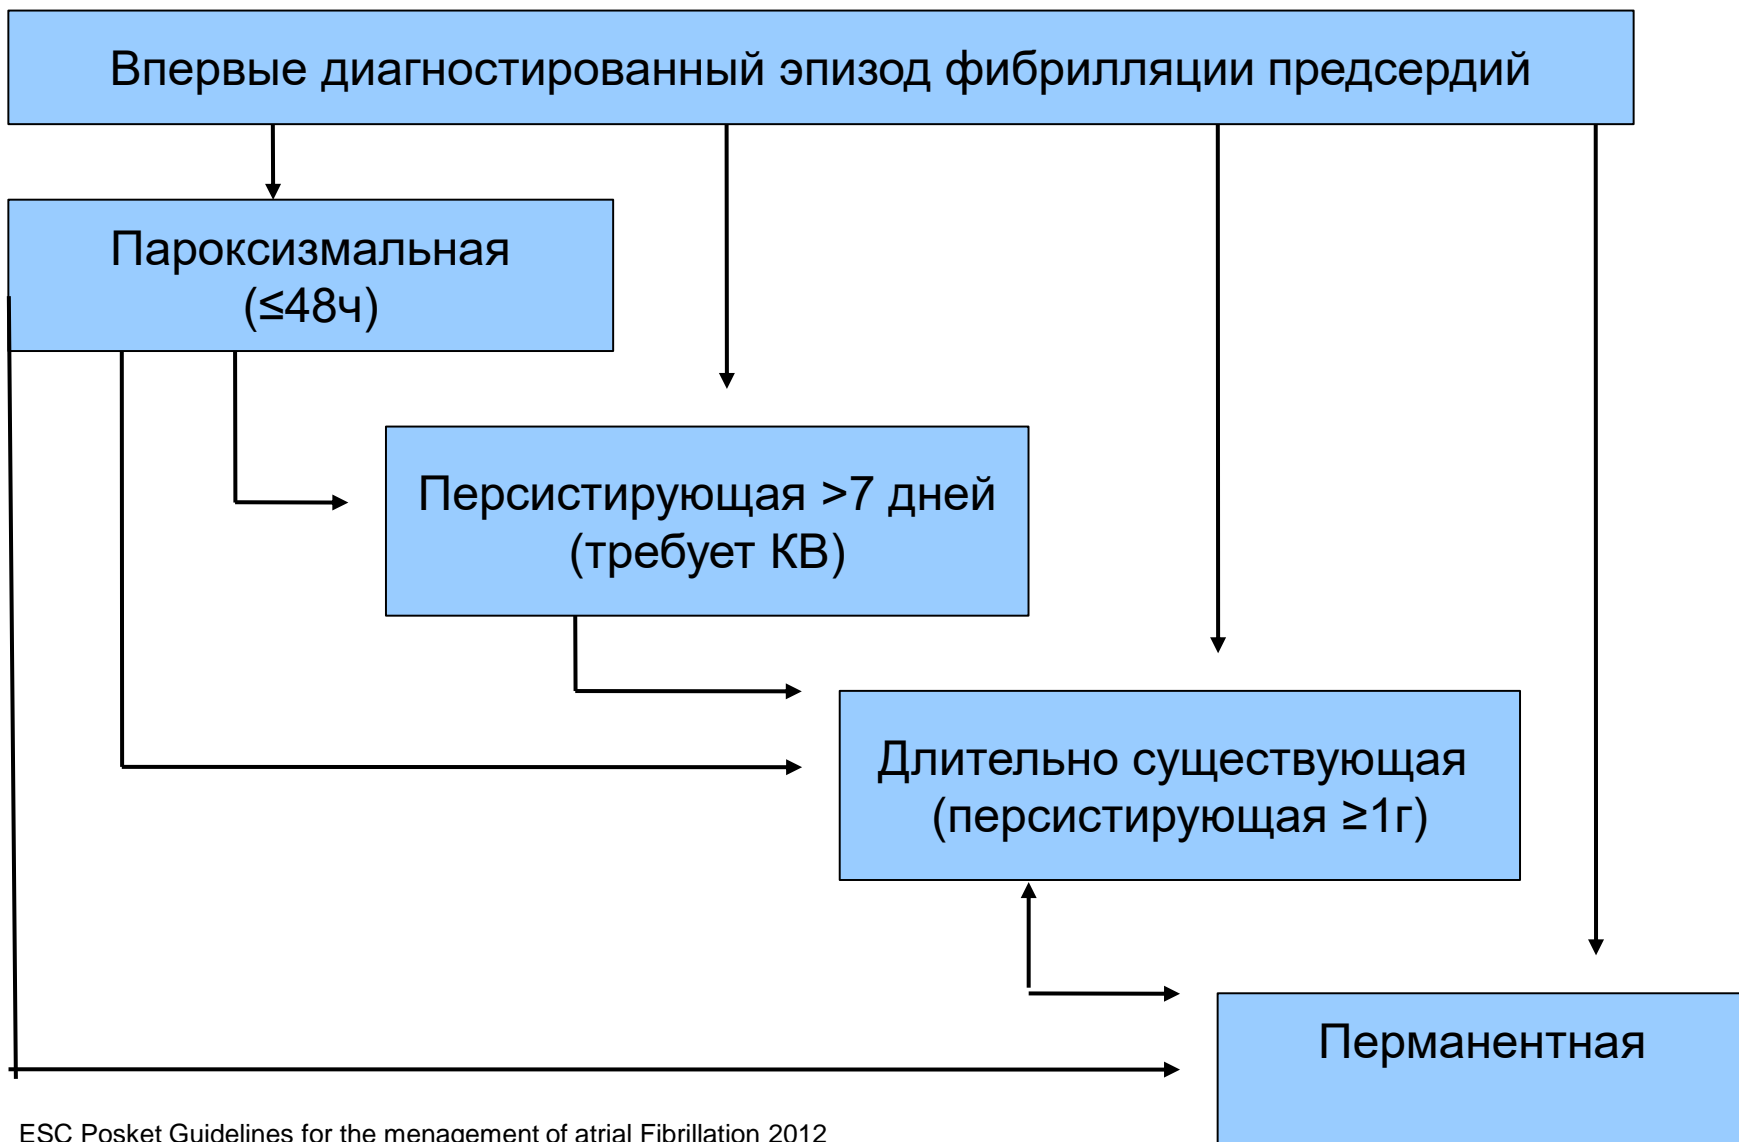 Впервые диагностированный эпизод фибрилляции предсердий
Пароксизмальная
(≤48ч)
Персистирующая >7 дней
(требует КВ)
Длительно существующая
(персистирующая ≥1г)
Перманентная
ESC Posket Guidelines for the menagement of atrial Fibrillation 2012